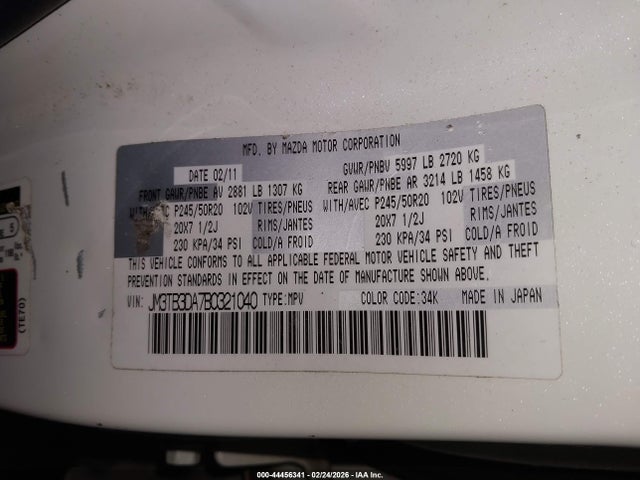 MFD. BY MAZDA MOTOR CORPORATION
DATE 02/11
GVWR/PNBV 5997 LB 2720 KG
FRONT GAWR/PNBE AV 2881 LB 1307 KG
REAR GAWR/PNBE AR 3214 LB 1458 KG
WITH/AVEC P245/50R20 102V TIRES/PNEUS
WITH/AVEC P245/50R20 102V TIRES/PNEUS
20X7 1/2J RIMS/JANTES
20X7 1/2J RIMS/JANTES
230 KPA/34 PSI COLD/A FROID
230 KPA/34 PSI COLD/A FROID
THIS VEHICLE CONFORMS TO ALL APPLICABLE FEDERAL MOTOR VEHICLE SAFETY AND THEFT
PREVENTION STANDARDS IN EFFECT ON THE DATE OF MANUFACTURE SHOWN ABOVE.
VIN: JM3TB3DA7B0321040 TYPE:MPV COLOR CODE:34K MADE IN JAPAN
(TE70)
000-44456341 - 02/24/2026 - IAA Inc.